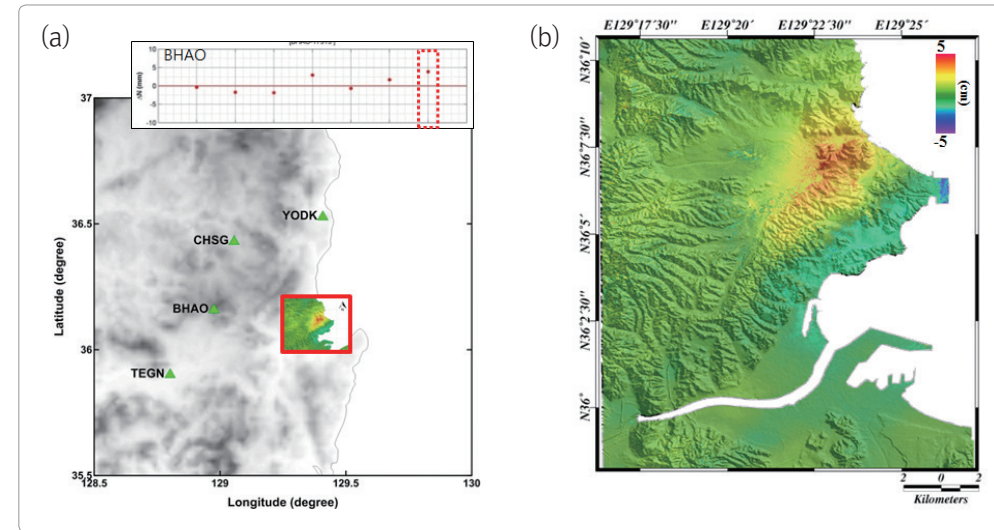 (a)
BHAO
10
5
0
-5
-10
ΔN (mm)
37
36.5
36
35.5
Latitude (degree)
YODK
CHSG
BHAO
TEGN
128.5
129
129.5
130
Longitude (degree)
(b)
E129°17´30´´
E129°20´
E129°22´30´´
E129°25´
N36°10´
N36°7´30´´
N36°5´
N36°2´30´´
N36°
5
(cm)
-5
2 0 2
Kilometers